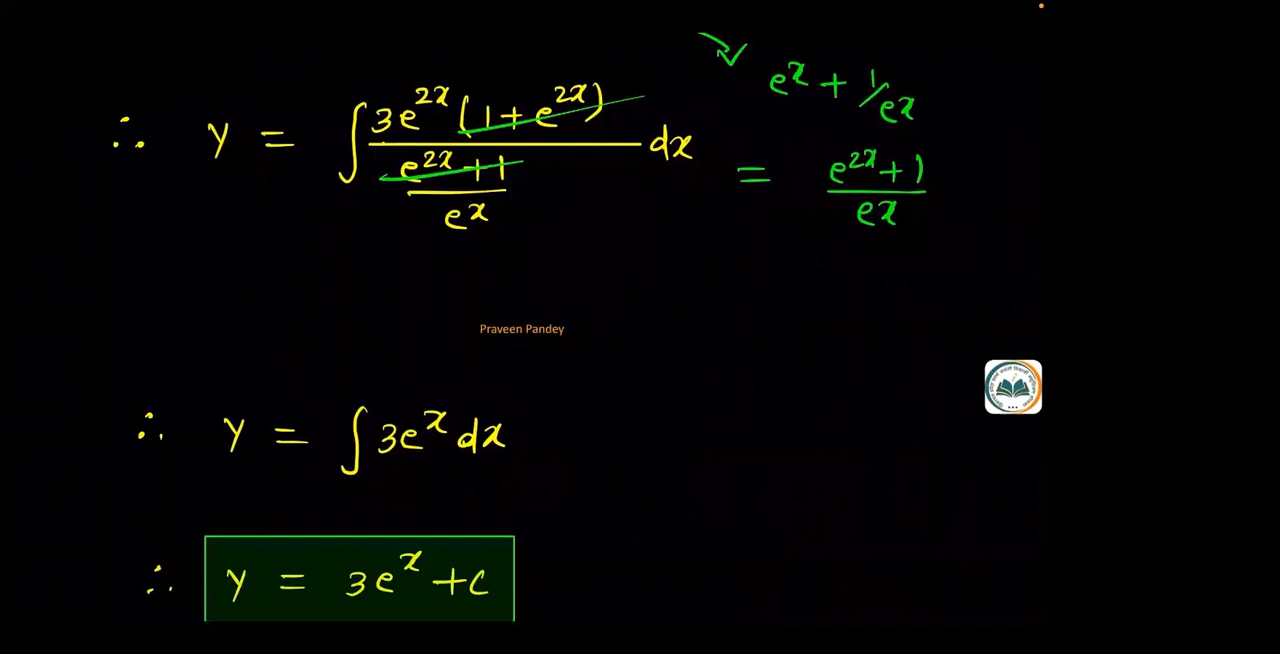 ∴ y = ∫ 3e^{2x}(1 + e^{2x}) / ((e^{2x} + 1) / e^x) dx
e^x + 1/e^x
= (e^{2x} + 1) / e^x
Praveen Pandey
∴ y = ∫ 3e^x dx
∴ y = 3e^x + c